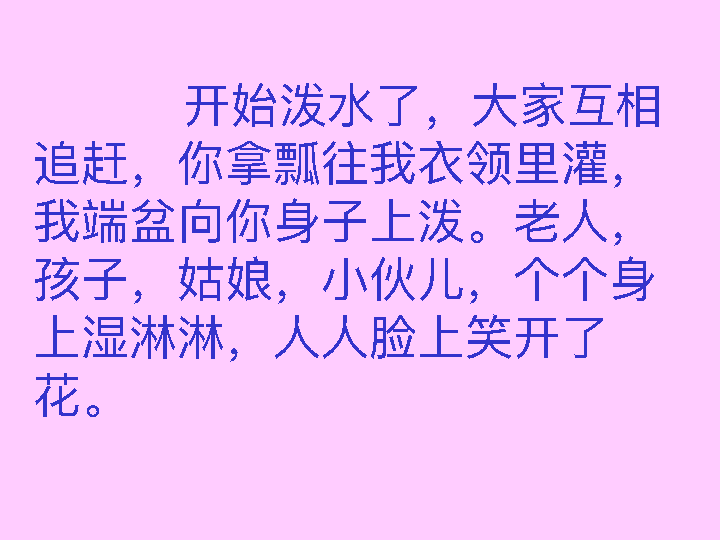 开始泼水了，大家互相
追赶，你拿瓢往我衣领里灌，
我端盆向你身子上泼。老人，
孩子，姑娘，小伙儿，个个身
上湿淋淋，人人脸上笑开了
花。